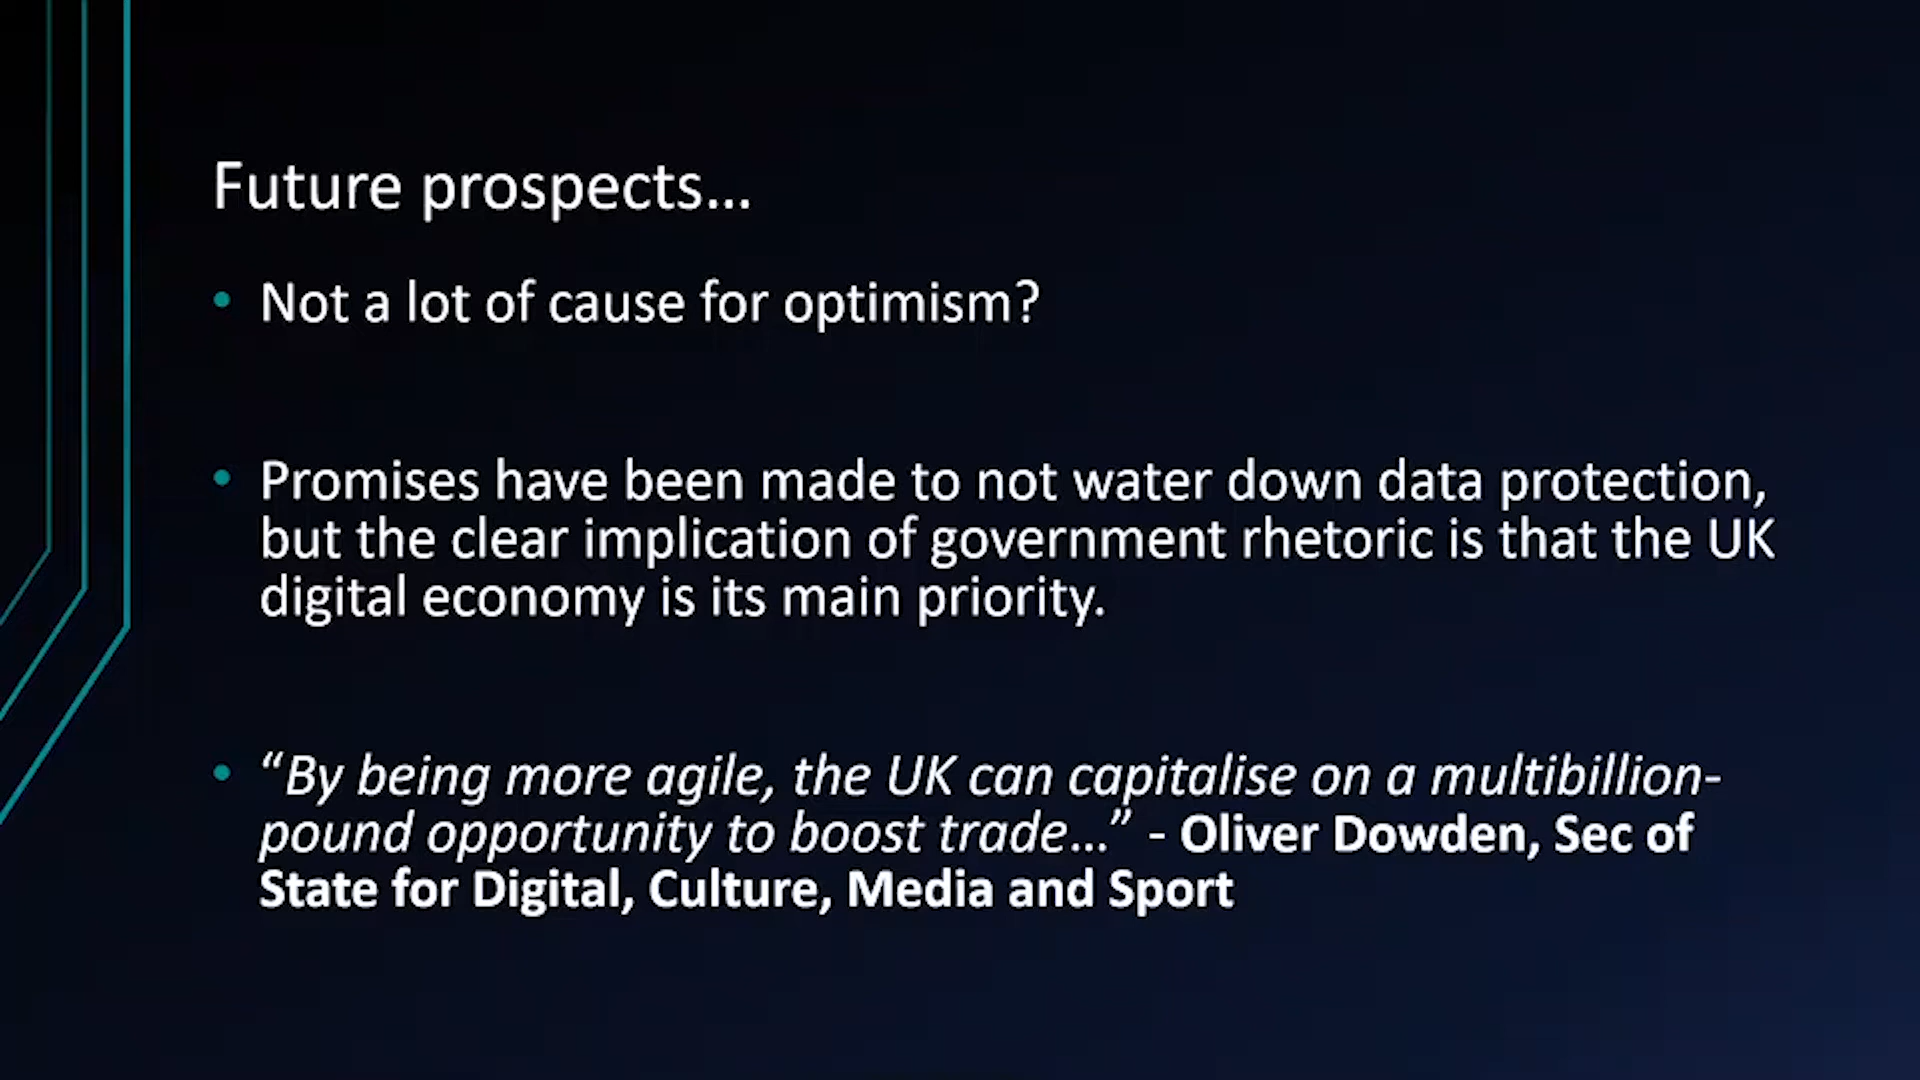 Future prospects...
• Not a lot of cause for optimism?
• Promises have been made to not water down data protection,
but the clear implication of government rhetoric is that the UK
digital economy is its main priority.
• “By being more agile, the UK can capitalise on a multibillion-
pound opportunity to boost trade...” - Oliver Dowden, Sec of
State for Digital, Culture, Media and Sport